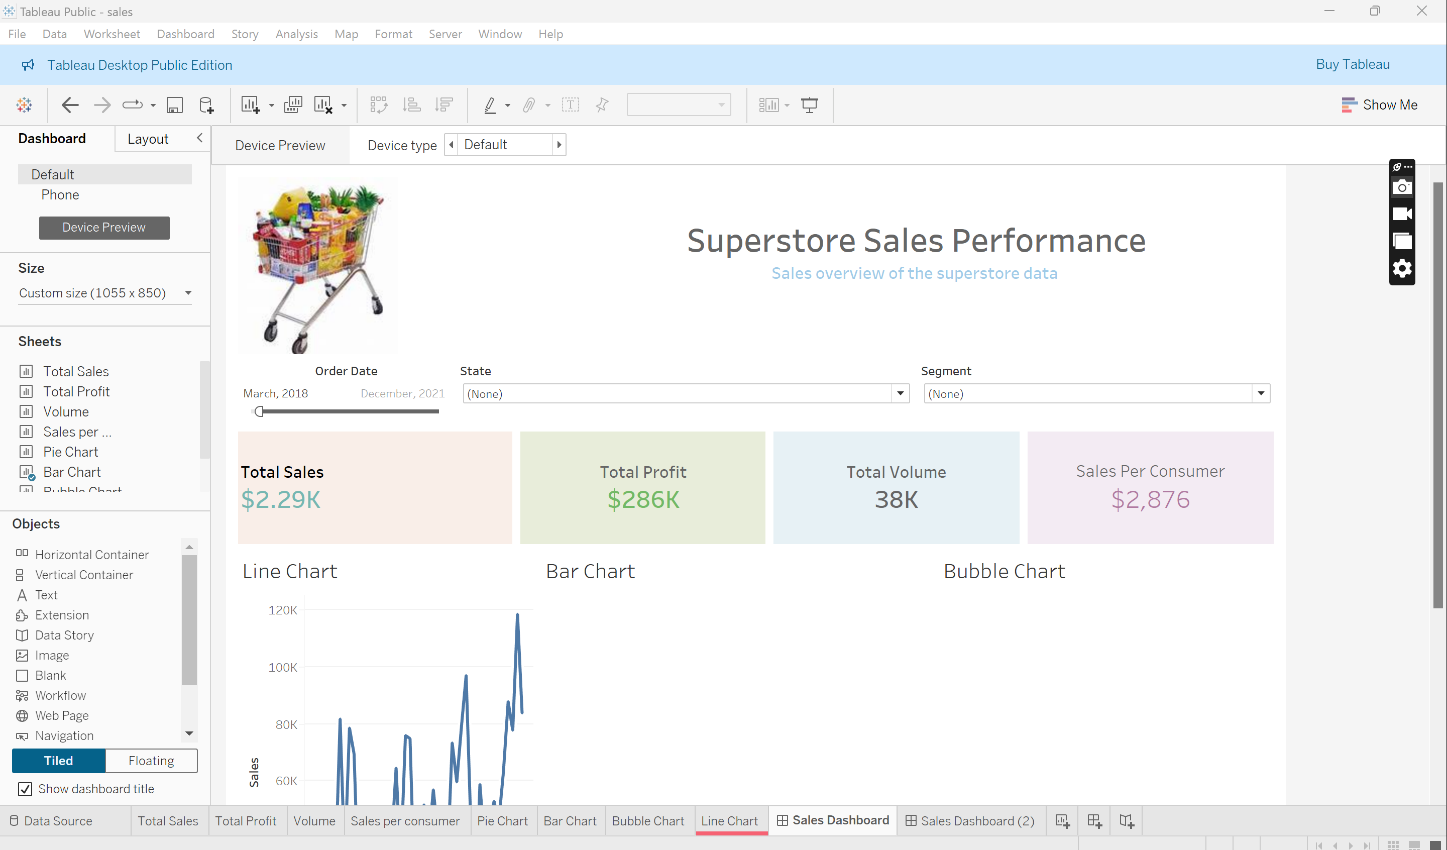 Tableau Public - sales
File Data Worksheet Dashboard Story Analysis Map Format Server Window Help
Tableau Desktop Public Edition
Buy Tableau
Show Me
Dashboard Layout
Device Preview
Device type Default
Default
Phone
Device Preview
Size
Custom size (1055 x 850)
Sheets
Total Sales
Total Profit
Volume
Sales per ...
Pie Chart
Bar Chart
Bubble Chart
Objects
Horizontal Container
Vertical Container
Text
Extension
Data Story
Image
Blank
Workflow
Web Page
Navigation
Tiled Floating
Show dashboard title
Superstore Sales Performance
Sales overview of the superstore data
Order Date
March, 2018 December, 2021
State
(None)
Segment
(None)
Total Sales
$2.29K
Total Profit
$286K
Total Volume
38K
Sales Per Consumer
$2,876
Line Chart
Bar Chart
Bubble Chart
120K
100K
80K
60K
Sales
Data Source Total Sales Total Profit Volume Sales per consumer Pie Chart Bar Chart Bubble Chart Line Chart Sales Dashboard Sales Dashboard (2)